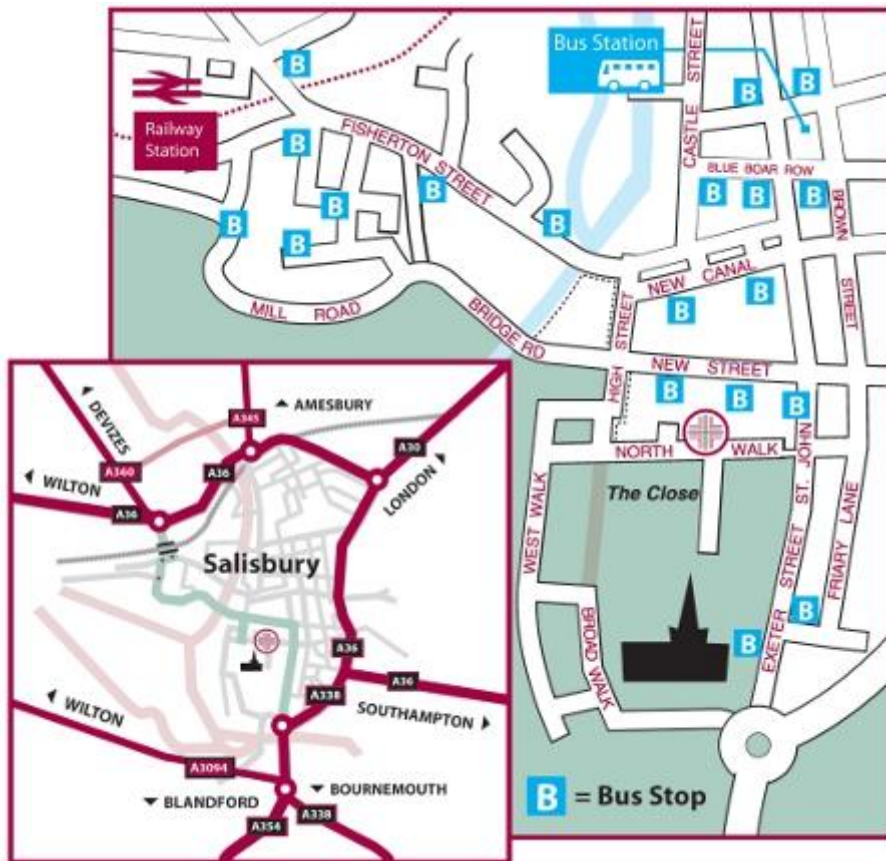 B
Railway
Station
B
FISHERTON STREET
B
B
B
B
B
MILL ROAD
BRIDGE RD
Bus Station
CASTLE STREET
B
B
BLUE BOAR ROW
B
B
B
BROWN
STREET
NEW CANAL
B
B
HIGH STREET
NEW STREET
B
B
B
NORTH WALK
ST. JOHN
The Close
WEST WALK
BROAD WALK
EXETER STREET
FRIARY LANE
B
B
B = Bus Stop
DEVIZES
A345
AMESBURY
A360
A36
A30
WILTON
LONDON
A36
Salisbury
A36
A36
A338
SOUTHAMPTON
WILTON
A3094
BOURNEMOUTH
BLANDFORD
A354
A338